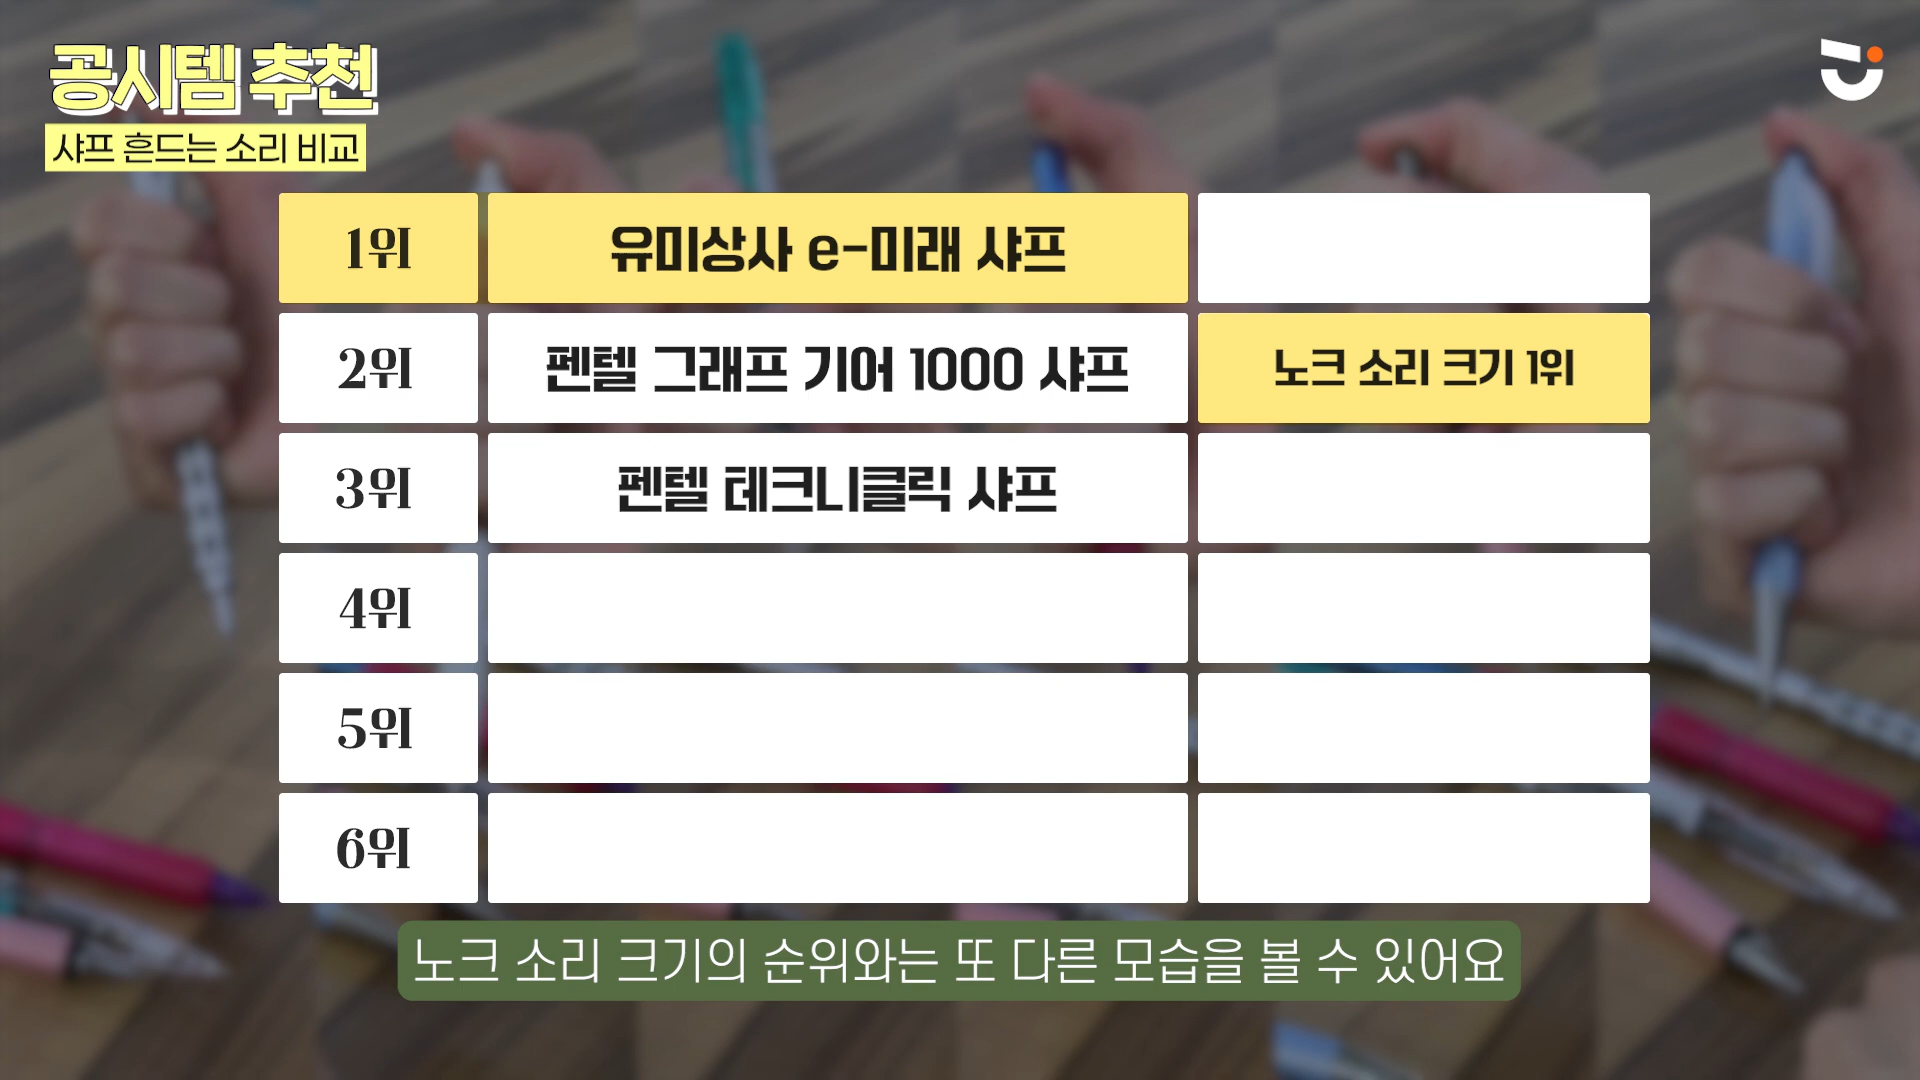 공시템 추천
샤프 흔드는 소리 비교
1위 유미상사 e-미래 샤프
2위 펜텔 그래프 기어 1000 샤프 노크 소리 크기 1위
3위 펜텔 테크니클릭 샤프
4위
5위
6위
노크 소리 크기의 순위와는 또 다른 모습을 볼 수 있어요